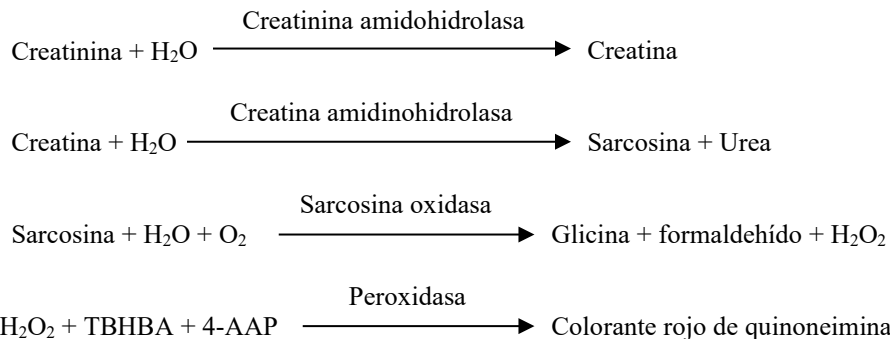 Creatinina amidohidrolasa
Creatinina + H₂O Creatina
Creatina amidinohidrolasa
Creatina + H₂O Sarcosina + Urea
Sarcosina oxidasa
Sarcosina + H₂O + O₂ Glicina + formaldehído + H₂O₂
Peroxidasa
H₂O₂ + TBHBA + 4-AAP Colorante rojo de quinoneimina